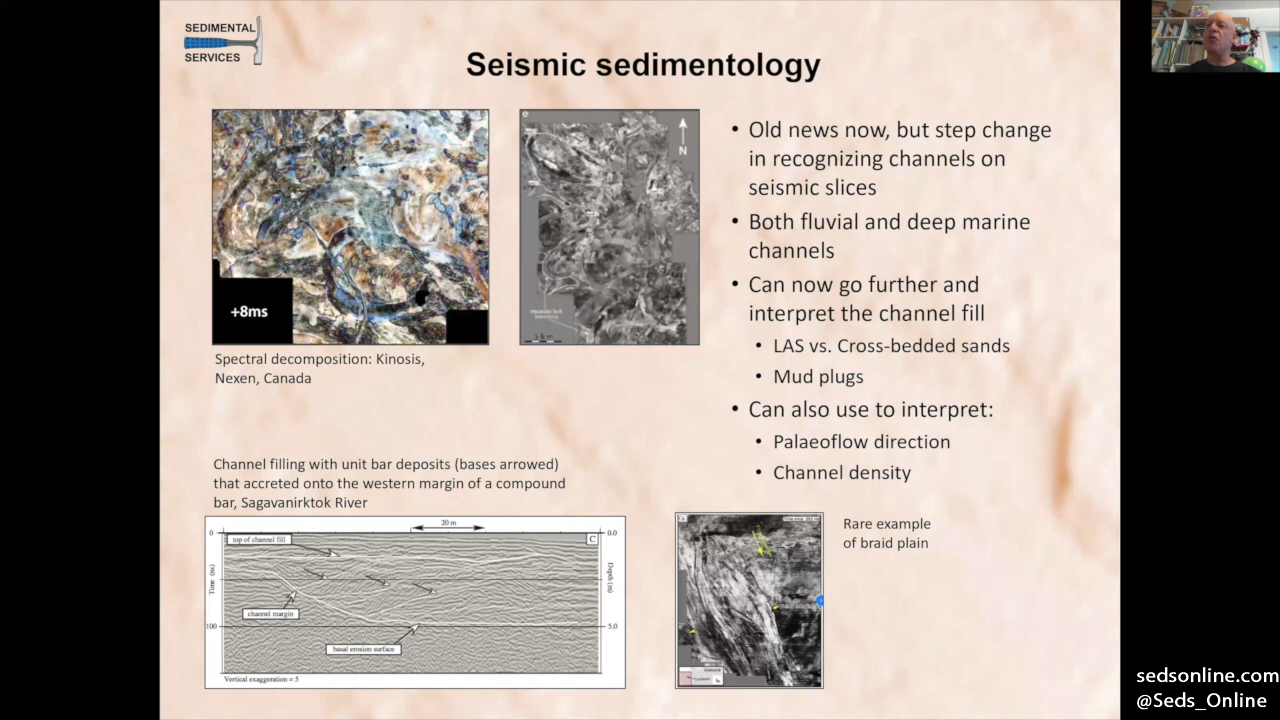 SEDIMENTAL
SERVICES
Seismic sedimentology
N
+8ms
Spectral decomposition: Kinosis,
Nexen, Canada
• Old news now, but step change
in recognizing channels on
seismic slices
• Both fluvial and deep marine
channels
• Can now go further and
interpret the channel fill
• LAS vs. Cross-bedded sands
• Mud plugs
• Can also use to interpret:
• Palaeoflow direction
• Channel density
Channel filling with unit bar deposits (bases arrowed)
that accreted onto the western margin of a compound
bar, Sagavanirktok River
20 m
0
0.0
C
top of channel fill
Time (ns)
Depth (m)
channel margin
100
5.0
basal erosion surface
Vertical exaggeration = 5
Rare example
of braid plain
sedsonline.com
@Seds_Online